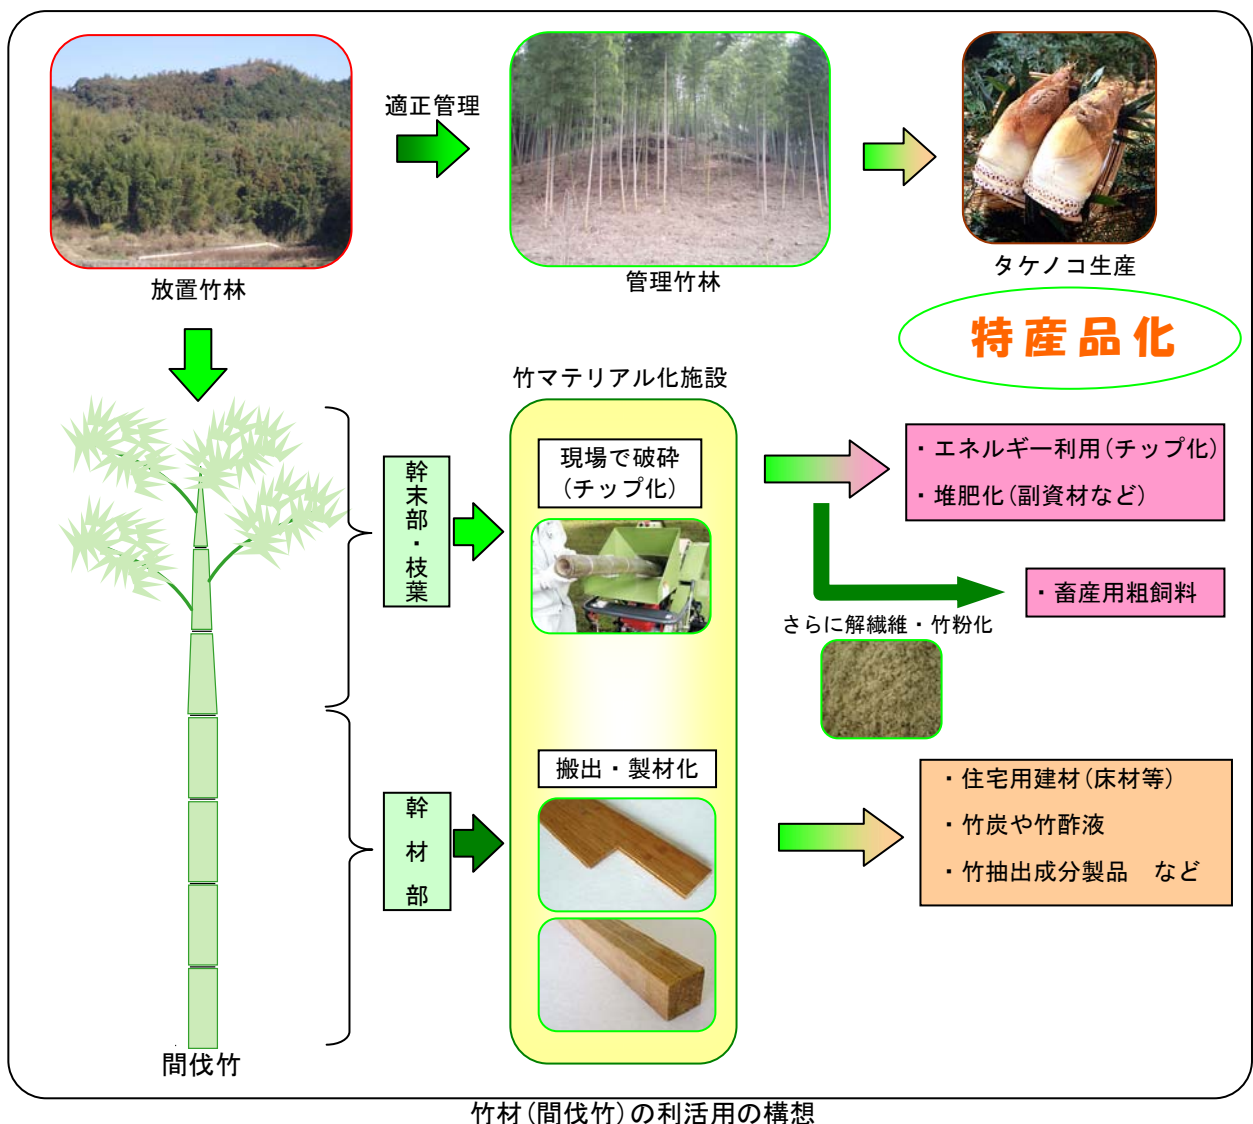 適正管理
放置竹林
管理竹林
タケノコ生産
特産品化
竹マテリアル化施設
幹末部・枝葉
現場で破砕
(チップ化)
・エネルギー利用(チップ化)
・堆肥化(副資材など)
・畜産用粗飼料
さらに解繊維・竹粉化
幹材部
搬出・製材化
・住宅用建材(床材等)
・竹炭や竹酢液
・竹抽出成分製品　など
間伐竹
竹材(間伐竹)の利活用の構想